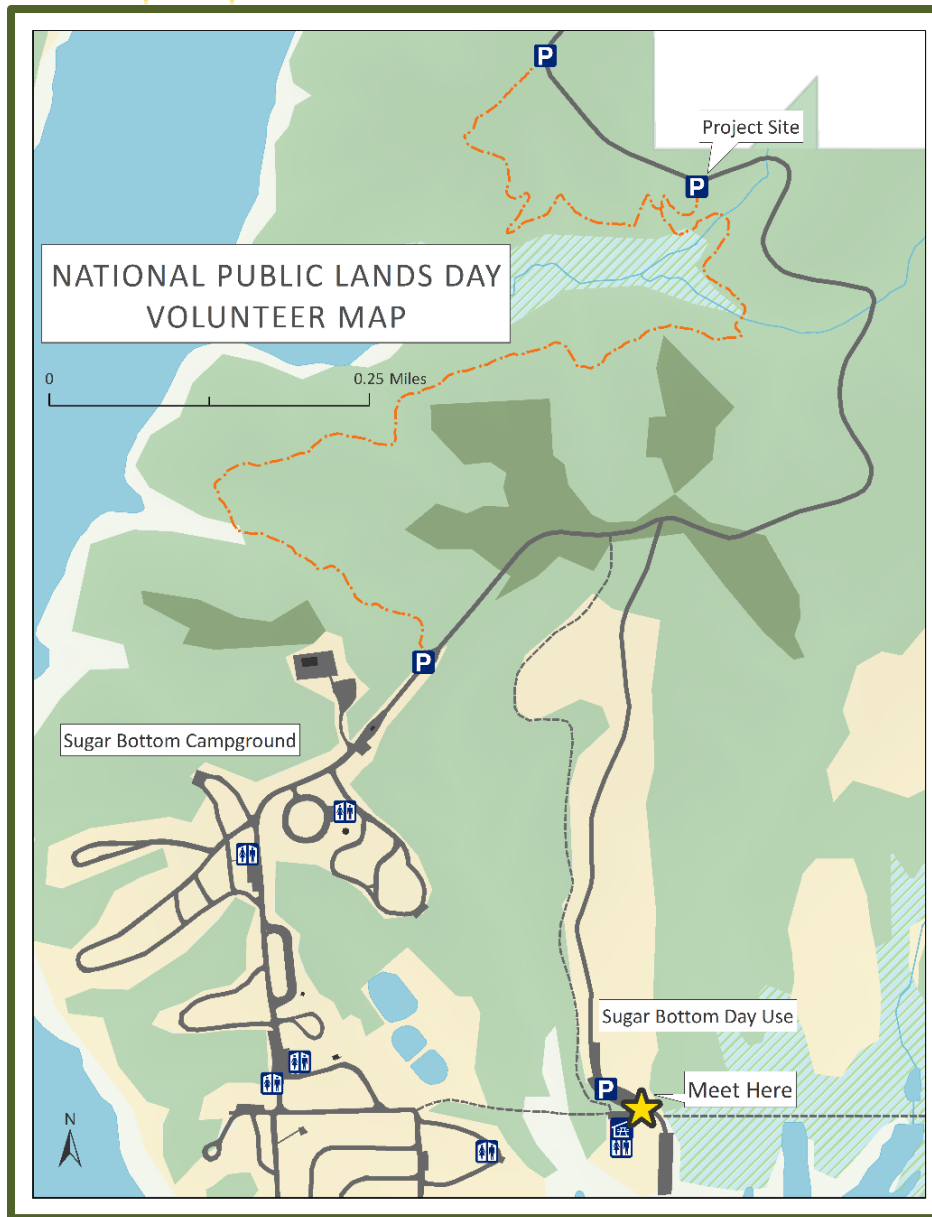 P
Project Site
P
NATIONAL PUBLIC LANDS DAY
VOLUNTEER MAP
0
0.25 Miles
P
Sugar Bottom Campground
Sugar Bottom Day Use
P
Meet Here
N